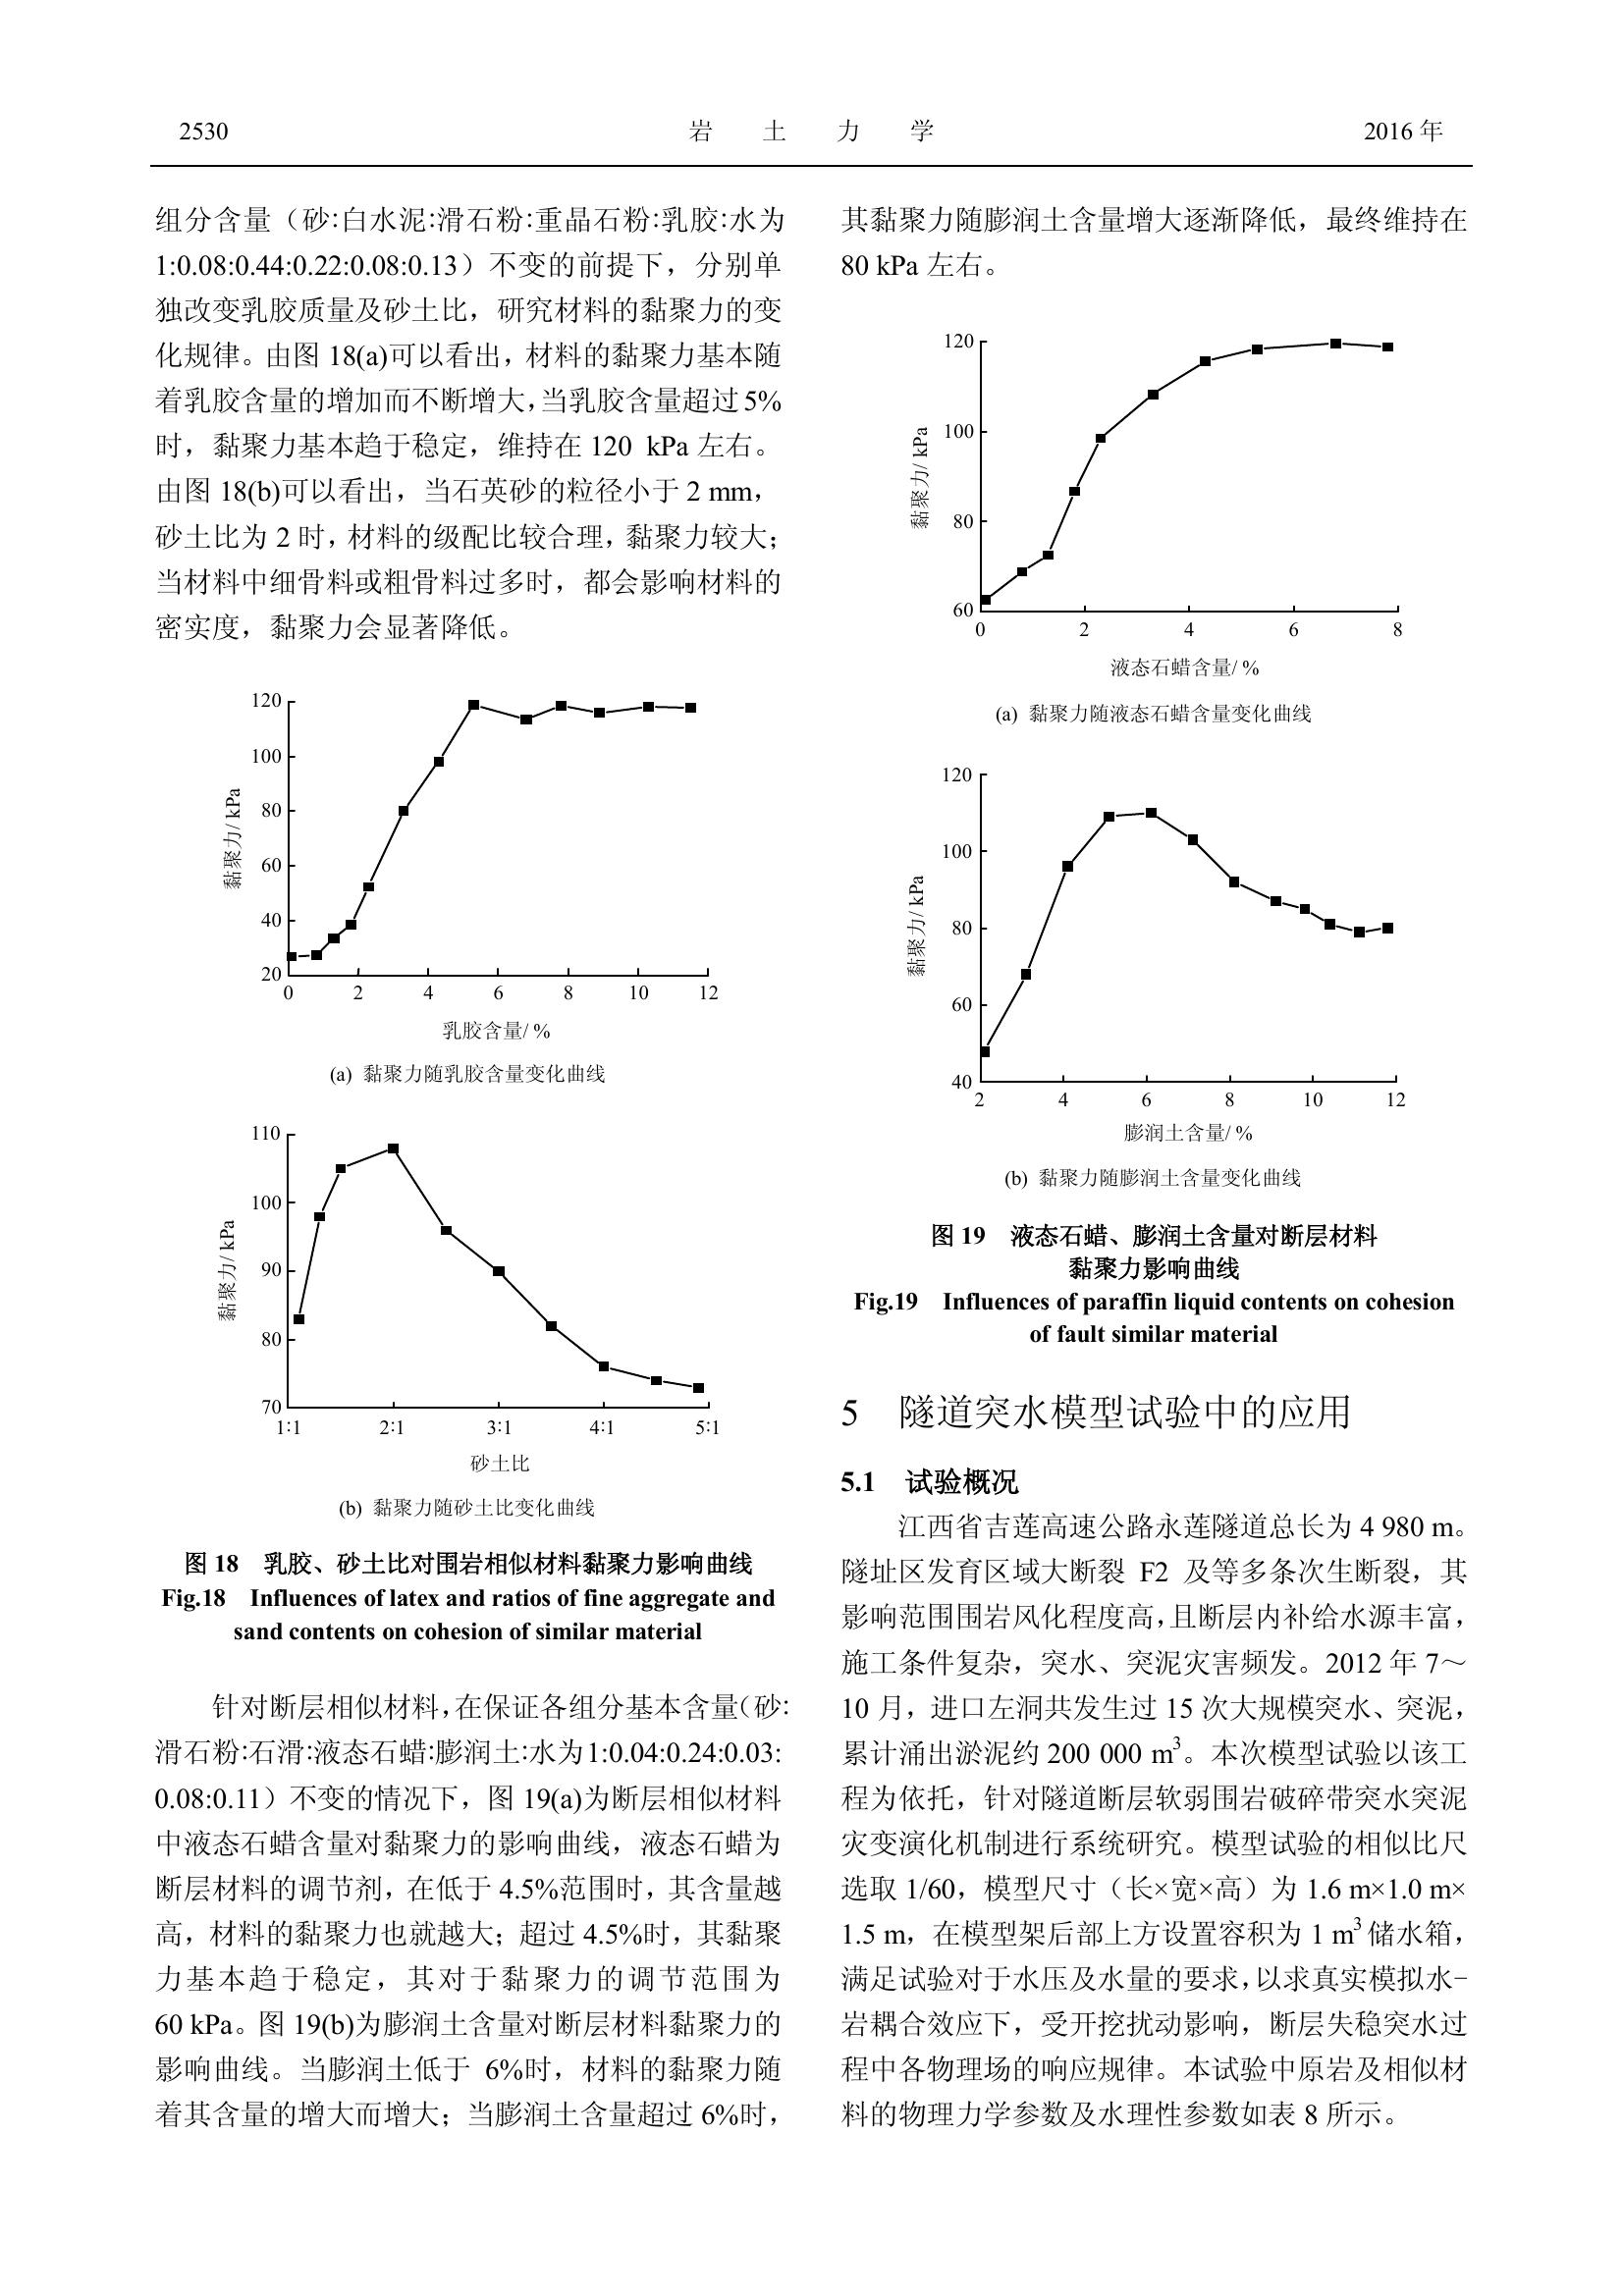 2530
岩 土 力 学
2016 年
组分含量（砂:白水泥:滑石粉:重晶石粉:乳胶:水为
1:0.08:0.44:0.22:0.08:0.13）不变的前提下，分别单
独改变乳胶质量及砂土比，研究材料的黏聚力的变
化规律。由图 18(a)可以看出，材料的黏聚力基本随
着乳胶含量的增加而不断增大，当乳胶含量超过 5%
时，黏聚力基本趋于稳定，维持在 120 kPa 左右。
由图 18(b)可以看出，当石英砂的粒径小于 2 mm，
砂土比为 2 时，材料的级配比较合理，黏聚力较大；
当材料中细骨料或粗骨料过多时，都会影响材料的
密实度，黏聚力会显著降低。
120
100
80
60
40
20
黏聚力/ kPa
0 2 4 6 8 10 12
乳胶含量/ %
(a) 黏聚力随乳胶含量变化曲线
110
100
90
80
70
黏聚力/ kPa
1:1 2:1 3:1 4:1 5:1
砂土比
(b) 黏聚力随砂土比变化曲线
图 18 乳胶、砂土比对围岩相似材料黏聚力影响曲线
Fig.18 Influences of latex and ratios of fine aggregate and
sand contents on cohesion of similar material
针对断层相似材料，在保证各组分基本含量（砂:
滑石粉:石滑:液态石蜡:膨润土:水为1:0.04:0.24:0.03:
0.08:0.11）不变的情况下，图 19(a)为断层相似材料
中液态石蜡含量对黏聚力的影响曲线，液态石蜡为
断层材料的调节剂，在低于 4.5%范围时，其含量越
高，材料的黏聚力也就越大；超过 4.5%时，其黏聚
力基本趋于稳定，其对于黏聚力的调节范围为
60 kPa。图 19(b)为膨润土含量对断层材料黏聚力的
影响曲线。当膨润土低于 6%时，材料的黏聚力随
着其含量的增大而增大；当膨润土含量超过 6%时，
其黏聚力随膨润土含量增大逐渐降低，最终维持在
80 kPa 左右。
120
100
80
60
黏聚力/ kPa
0 2 4 6 8
液态石蜡含量/ %
(a) 黏聚力随液态石蜡含量变化曲线
120
100
80
60
40
黏聚力/ kPa
2 4 6 8 10 12
膨润土含量/ %
(b) 黏聚力随膨润土含量变化曲线
图 19 液态石蜡、膨润土含量对断层材料
黏聚力影响曲线
Fig.19 Influences of paraffin liquid contents on cohesion
of fault similar material
5 隧道突水模型试验中的应用
5.1 试验概况
江西省吉莲高速公路永莲隧道总长为 4 980 m。
隧址区发育区域大断裂 F2 及等多条次生断裂，其
影响范围围岩风化程度高，且断层内补给水源丰富，
施工条件复杂，突水、突泥灾害频发。2012 年 7～
10 月，进口左洞共发生过 15 次大规模突水、突泥，
累计涌出淤泥约 200 000 m³。本次模型试验以该工
程为依托，针对隧道断层软弱围岩破碎带突水突泥
灾变演化机制进行系统研究。模型试验的相似比尺
选取 1/60，模型尺寸（长×宽×高）为 1.6 m×1.0 m×
1.5 m，在模型架后部上方设置容积为 1 m³ 储水箱，
满足试验对于水压及水量的要求，以求真实模拟水–
岩耦合效应下，受开挖扰动影响，断层失稳突水过
程中各物理场的响应规律。本试验中原岩及相似材
料的物理力学参数及水理性参数如表 8 所示。